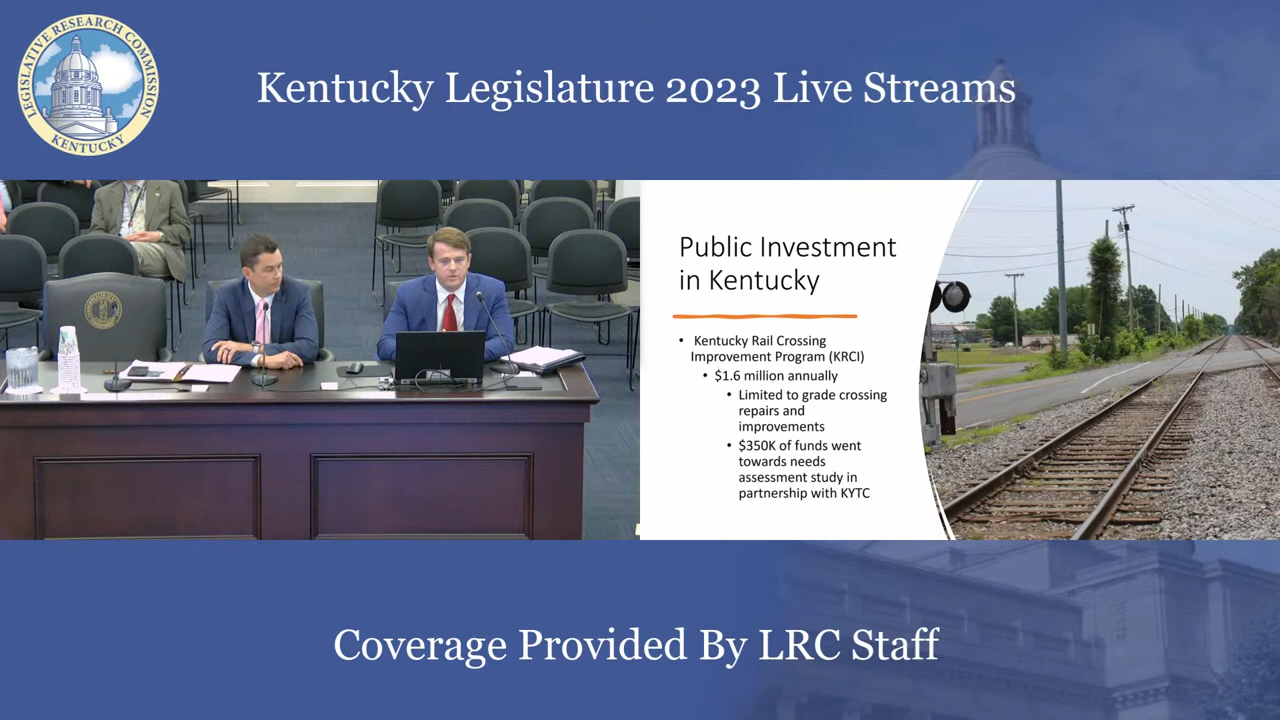 LEGISLATIVE RESEARCH COMMISSION
KENTUCKY
Kentucky Legislature 2023 Live Streams
Public Investment
in Kentucky
• Kentucky Rail Crossing
Improvement Program (KRCI)
• $1.6 million annually
• Limited to grade crossing
repairs and
improvements
• $350K of funds went
towards needs
assessment study in
partnership with KYTC
Coverage Provided By LRC Staff